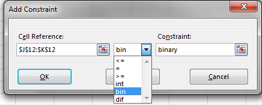 Add Constraint
Cell Reference: Constraint:
$J$12:$K$12 bin binary
<=
=
>=
int
bin
dif
OK Cancel